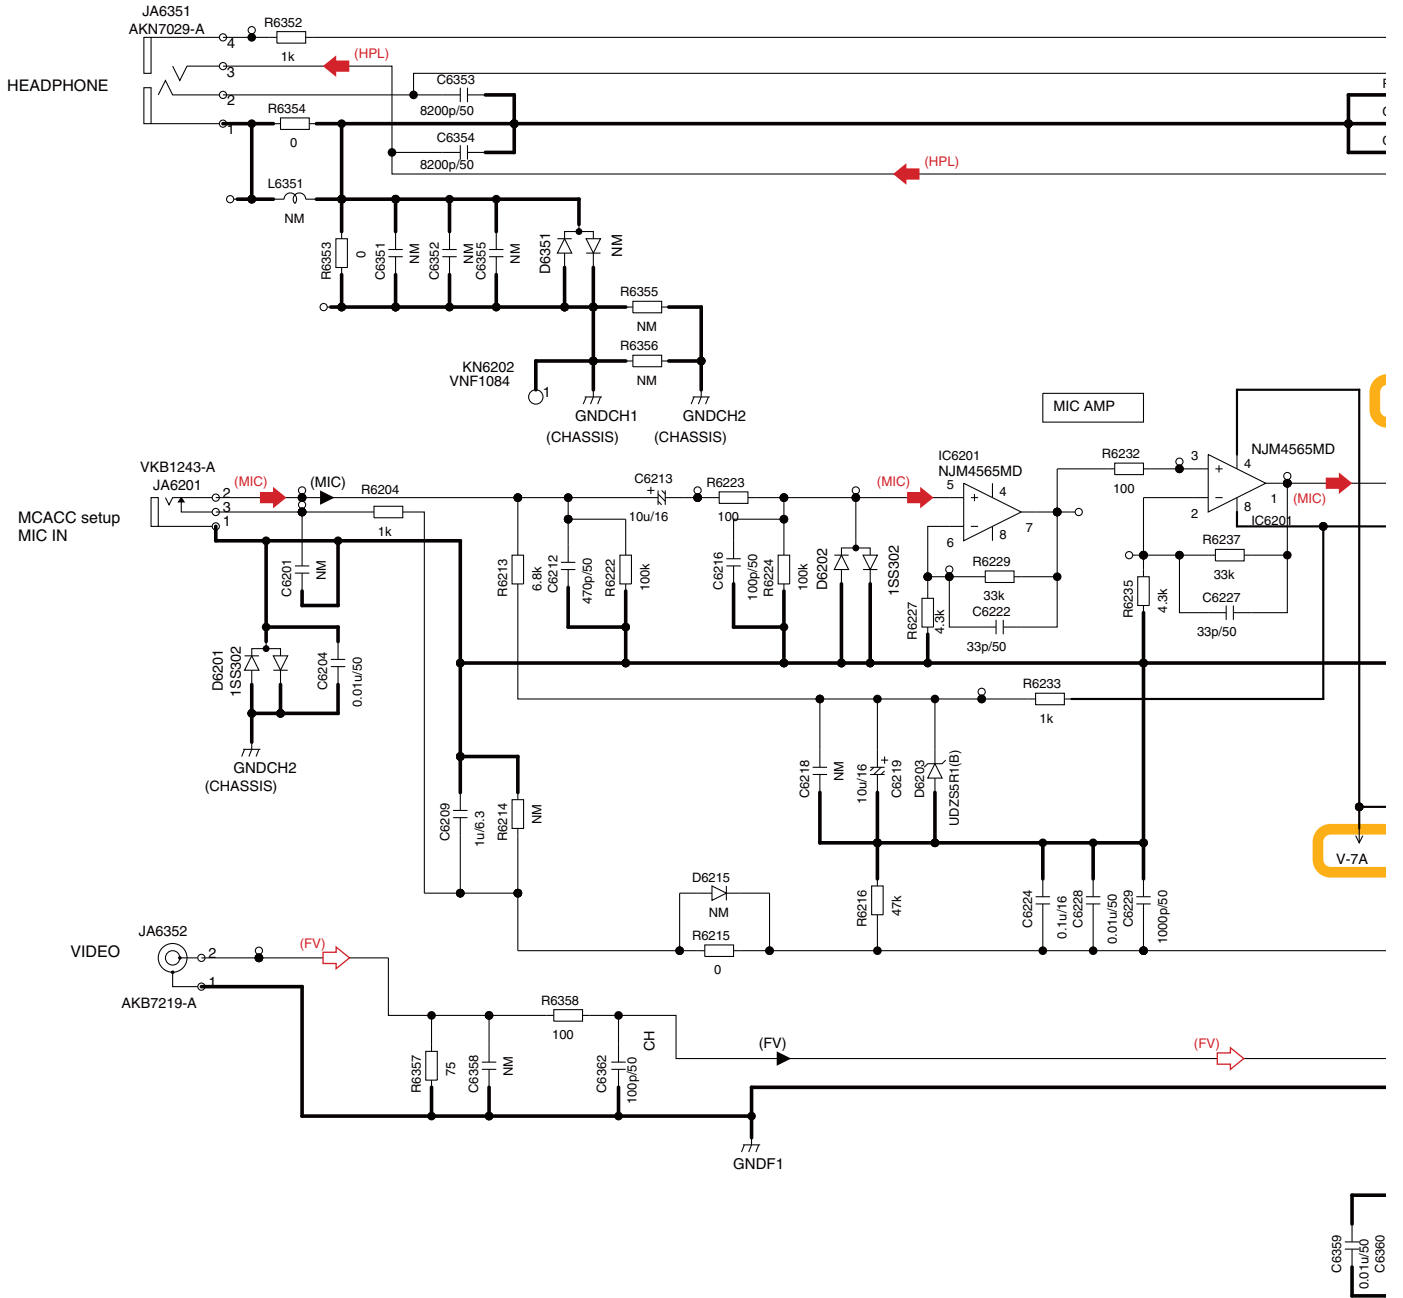 JA6351
AKN7029-A
R6352
1k
4
3
2
1
(HPL)
HEADPHONE
C6353
8200p/50
R6354
0
C6354
8200p/50
(HPL)
L6351
NM
R6353
0
C6351
NM
C6352
NM
C6355
NM
D6351
NM
R6355
NM
R6356
NM
KN6202
VNF1084
1
GNDCH1
(CHASSIS)
GNDCH2
(CHASSIS)
MIC AMP
VKB1243-A
JA6201
2
3
1
(MIC)
(MIC)
MCACC setup
MIC IN
R6204
1k
C6213
+
10u/16
R6223
100
(MIC)
IC6201
NJM4565MD
5
6
4
8
7
+
−
R6232
100
3
2
4
8
1
+
−
NJM4565MD
IC6201
(MIC)
C6201
NM
R6213
6.8k
C6212
470p/50
R6222
100k
C6216
100p/50
R6224
100k
D6202
1SS302
R6227
4.3k
R6229
33k
C6222
33p/50
R6235
4.3k
R6237
33k
C6227
33p/50
D6201
1SS302
C6204
0.01u/50
GNDCH2
(CHASSIS)
R6233
1k
C6218
NM
10u/16
+
C6219
D6203
UDZS5R1(B)
C6209
1u/6.3
R6214
NM
V-7A
D6215
NM
R6215
0
R6216
47k
C6224
0.1u/16
C6228
0.01u/50
C6229
1000p/50
JA6352
VIDEO
2
1
AKB7219-A
(FV)
R6358
100
R6357
75
C6358
NM
C6362
100p/50
CH
(FV)
(FV)
GNDF1
C6359
0.01u/50
C6360